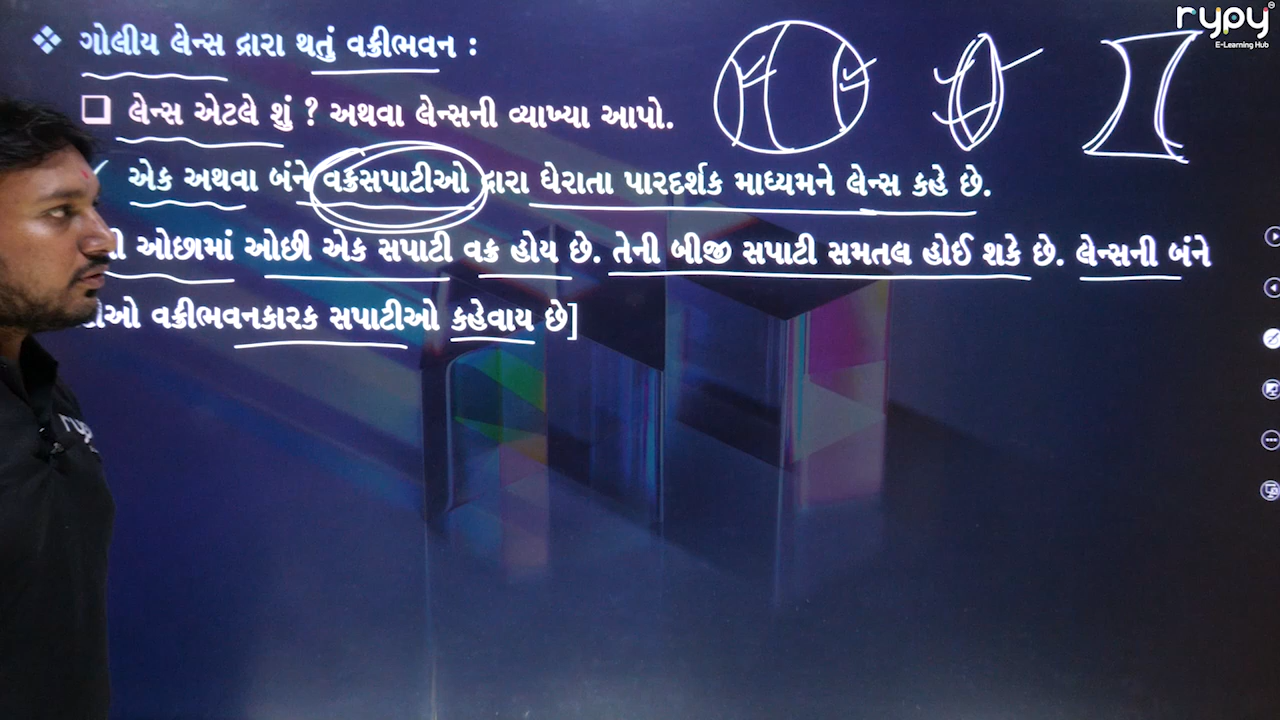 rypy
E-Learning Hub
❖ ગોલીય લેન્સ દ્વારા થતું વક્રીભવન :
❑ લેન્સ એટલે શું ? અથવા લેન્સની વ્યાખ્યા આપો.
✓ એક અથવા બંને વક્રસપાટીઓ દ્વારા ઘેરાતા પારદર્શક માધ્યમને લેન્સ કહે છે.
ઓછામાં ઓછી એક સપાટી વક્ર હોય છે. તેની બીજી સપાટી સમતલ હોઈ શકે છે. લેન્સની બંને
વક્રીભવનકારક સપાટીઓ કહેવાય છે]